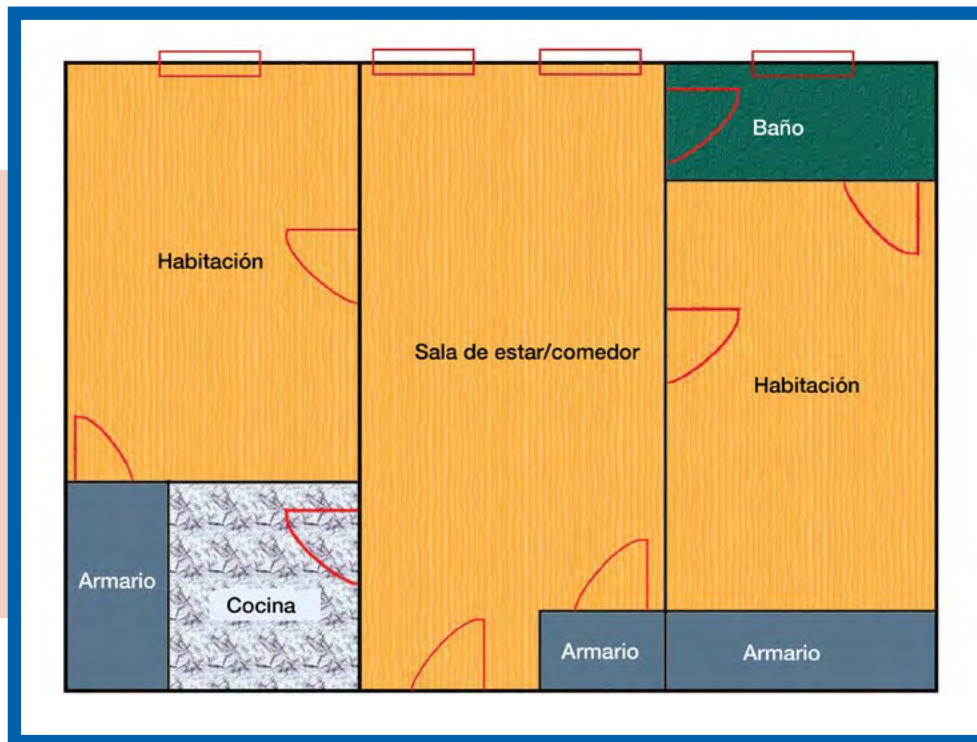 Baño
Habitación
Sala de estar/comedor
Habitación
Armario
Cocina
Armario
Armario